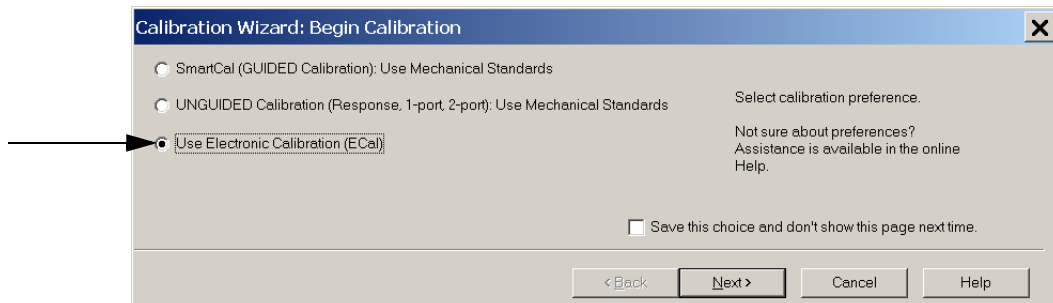 Calibration Wizard: Begin Calibration
SmartCal (GUIDED Calibration): Use Mechanical Standards
UNGUIDED Calibration (Response, 1-port, 2-port): Use Mechanical Standards
Use Electronic Calibration (ECal)
Select calibration preference.
Not sure about preferences?
Assistance is available in the online
Help.
Save this choice and don't show this page next time.
< Back
Next >
Cancel
Help